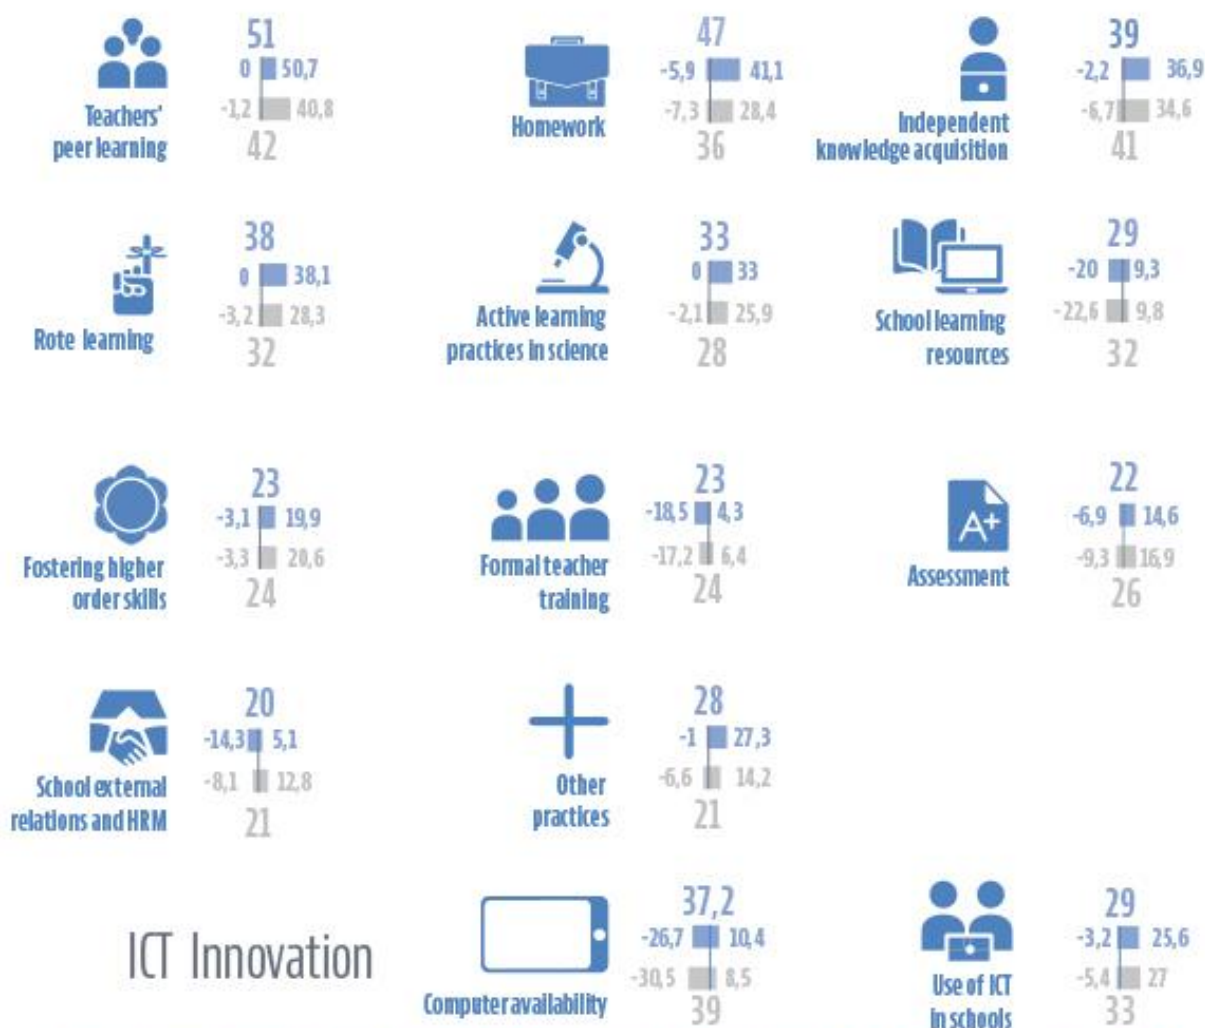 51
0 50,7
-1,2 40,8
42
Teachers'
peer learning
47
-5,9 41,1
-7,3 28,4
36
Homework
39
-2,2 36,9
-6,7 34,6
41
Independent
knowledge acquisition
38
0 38,1
-3,2 28,3
32
Rote learning
33
0 33
-2,1 25,9
28
Active learning
practices in science
29
-20 9,3
-22,6 9,8
32
School learning
resources
23
-3,1 19,9
-3,3 20,6
24
Fostering higher
order skills
23
-18,5 4,3
-17,2 6,4
24
Formal teacher
training
22
-6,9 14,6
-9,3 16,9
26
A+
Assessment
20
-14,3 5,1
-8,1 12,8
21
School external
relations and HRM
28
-1 27,3
-6,6 14,2
21
Other
practices
ICT Innovation
37,2
-26,7 10,4
-30,5 8,5
39
Computer availability
29
-3,2 25,6
-5,4 27
33
Use of ICT
in schools